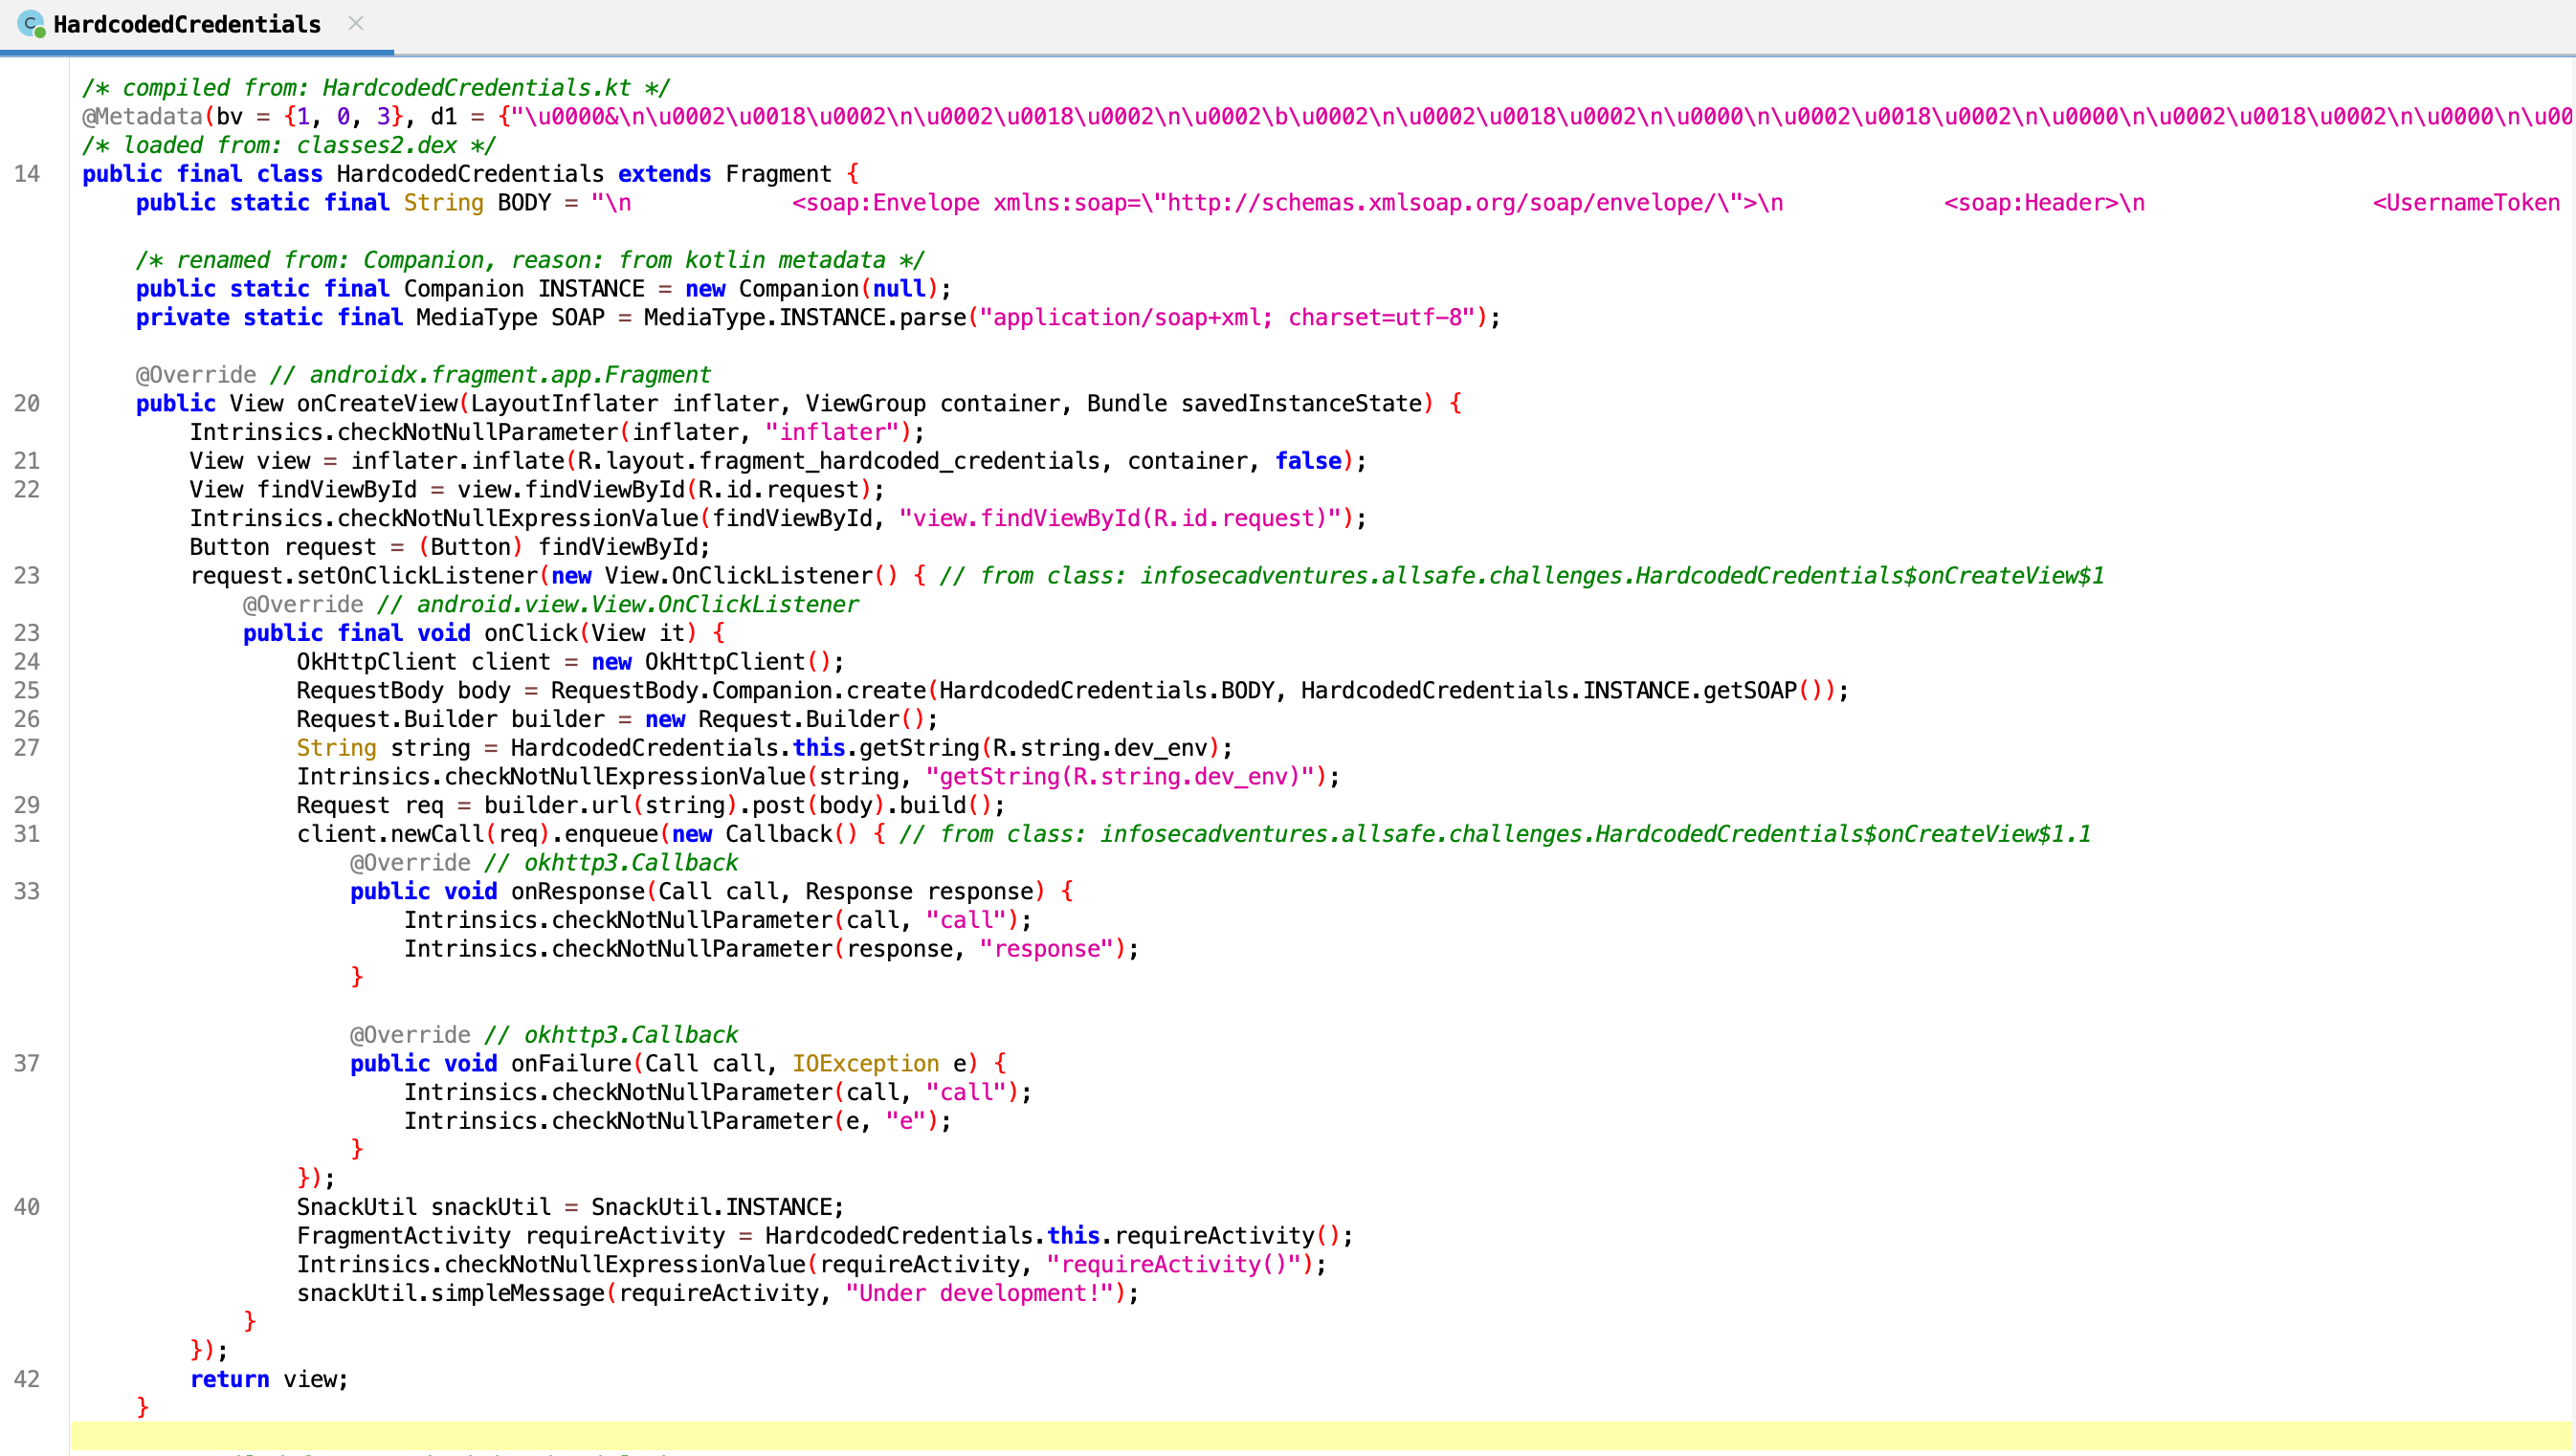 HardcodedCredentials
/* compiled from: HardcodedCredentials.kt */
@Metadata(bv = {1, 0, 3}, d1 = {"\u0000&\n\u0002\u0018\u0002\n\u0002\u0018\u0002\n\u0002\b\u0002\n\u0002\u0018\u0002\n\u0000\n\u0002\u0018\u0002\n\u0000\n\u0002\u0018\u0002\n\u0000\n\u00
/* loaded from: classes2.dex */
14 public final class HardcodedCredentials extends Fragment {
public static final String BODY = "\n            <soap:Envelope xmlns:soap=\"http://schemas.xmlsoap.org/soap/envelope/\">\n            <soap:Header>\n                 <UsernameToken
/* renamed from: Companion, reason: from kotlin metadata */
public static final Companion INSTANCE = new Companion(null);
private static final MediaType SOAP = MediaType.INSTANCE.parse("application/soap+xml; charset=utf-8");
@Override // androidx.fragment.app.Fragment
20 public View onCreateView(LayoutInflater inflater, ViewGroup container, Bundle savedInstanceState) {
Intrinsics.checkNotNullParameter(inflater, "inflater");
21 View view = inflater.inflate(R.layout.fragment_hardcoded_credentials, container, false);
22 View findViewById = view.findViewById(R.id.request);
Intrinsics.checkNotNullExpressionValue(findViewById, "view.findViewById(R.id.request)");
Button request = (Button) findViewById;
23 request.setOnClickListener(new View.OnClickListener() { // from class: infosecadventures.allsafe.challenges.HardcodedCredentials$onCreateView$1
@Override // android.view.View.OnClickListener
23 public final void onClick(View it) {
24 OkHttpClient client = new OkHttpClient();
25 RequestBody body = RequestBody.Companion.create(HardcodedCredentials.BODY, HardcodedCredentials.INSTANCE.getSOAP());
26 Request.Builder builder = new Request.Builder();
27 String string = HardcodedCredentials.this.getString(R.string.dev_env);
Intrinsics.checkNotNullExpressionValue(string, "getString(R.string.dev_env)");
29 Request req = builder.url(string).post(body).build();
31 client.newCall(req).enqueue(new Callback() { // from class: infosecadventures.allsafe.challenges.HardcodedCredentials$onCreateView$1.1
@Override // okhttp3.Callback
33 public void onResponse(Call call, Response response) {
Intrinsics.checkNotNullParameter(call, "call");
Intrinsics.checkNotNullParameter(response, "response");
}
@Override // okhttp3.Callback
37 public void onFailure(Call call, IOException e) {
Intrinsics.checkNotNullParameter(call, "call");
Intrinsics.checkNotNullParameter(e, "e");
}
});
40 SnackUtil snackUtil = SnackUtil.INSTANCE;
FragmentActivity requireActivity = HardcodedCredentials.this.requireActivity();
Intrinsics.checkNotNullExpressionValue(requireActivity, "requireActivity()");
snackUtil.simpleMessage(requireActivity, "Under development!");
}
});
42 return view;
}